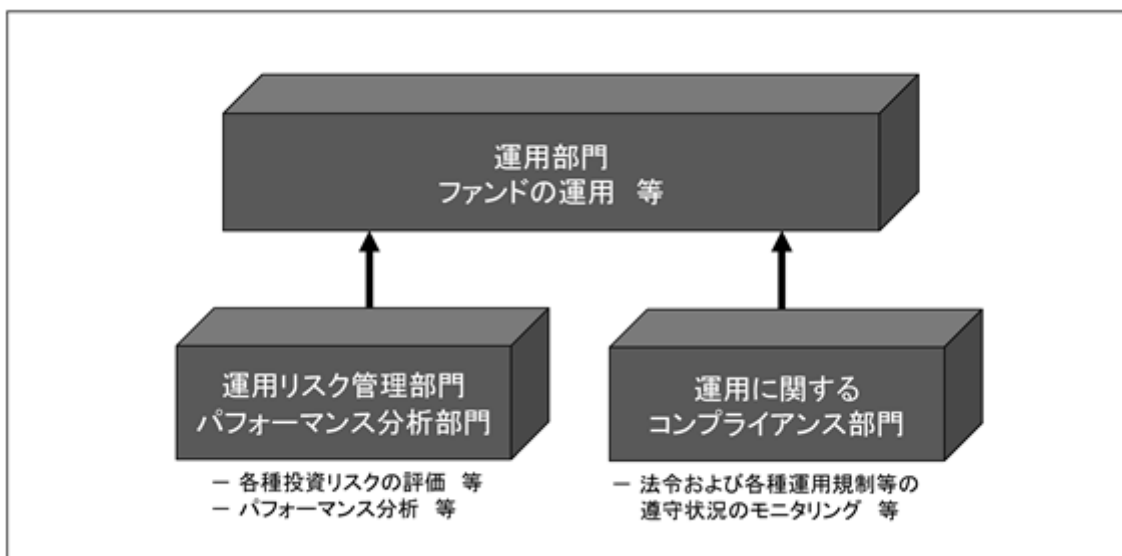 運用部門
ファンドの運用 等
運用リスク管理部門
パフォーマンス分析部門
運用に関する
コンプライアンス部門
― 各種投資リスクの評価 等
― パフォーマンス分析 等
― 法令および各種運用規制等の
遵守状況のモニタリング 等